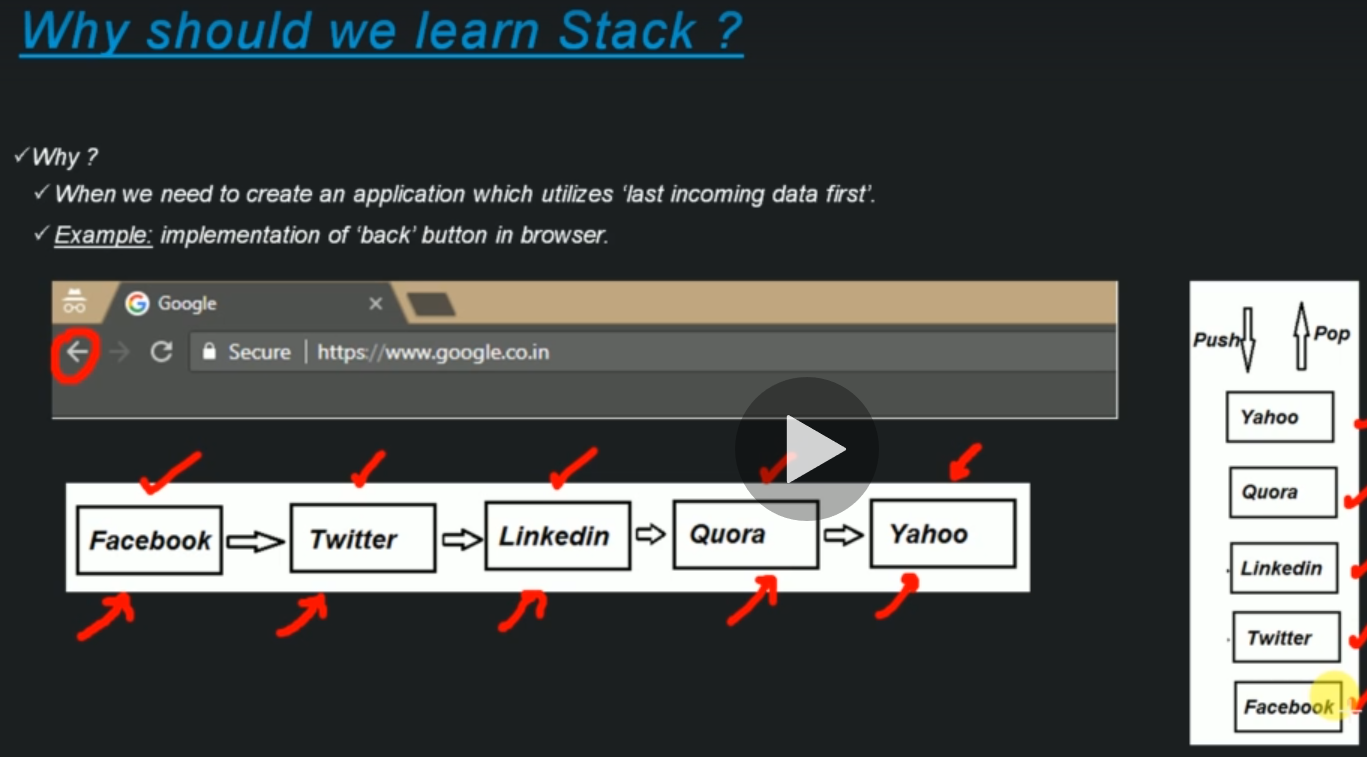 Why should we learn Stack ?
✓Why ?
✓ When we need to create an application which utilizes ‘last incoming data first’.
✓ Example: implementation of ‘back’ button in browser.
Google
Secure | https://www.google.co.in
Facebook
Twitter
Linkedin
Quora
Yahoo
Push
Pop
Yahoo
Quora
Linkedin
Twitter
Facebook